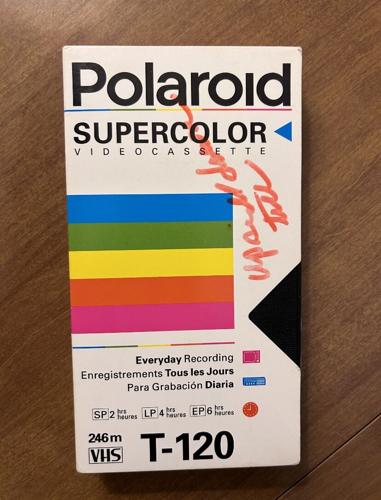 Polaroid
SUPERCOLOR
VIDEOCASSETTE
Everyday Recording
Enregistrements Tous les Jours
Para Grabación Diaria
SP 2 hrs heures LP 4 hrs heures EP 6 hrs heures
246 m
VHS T-120